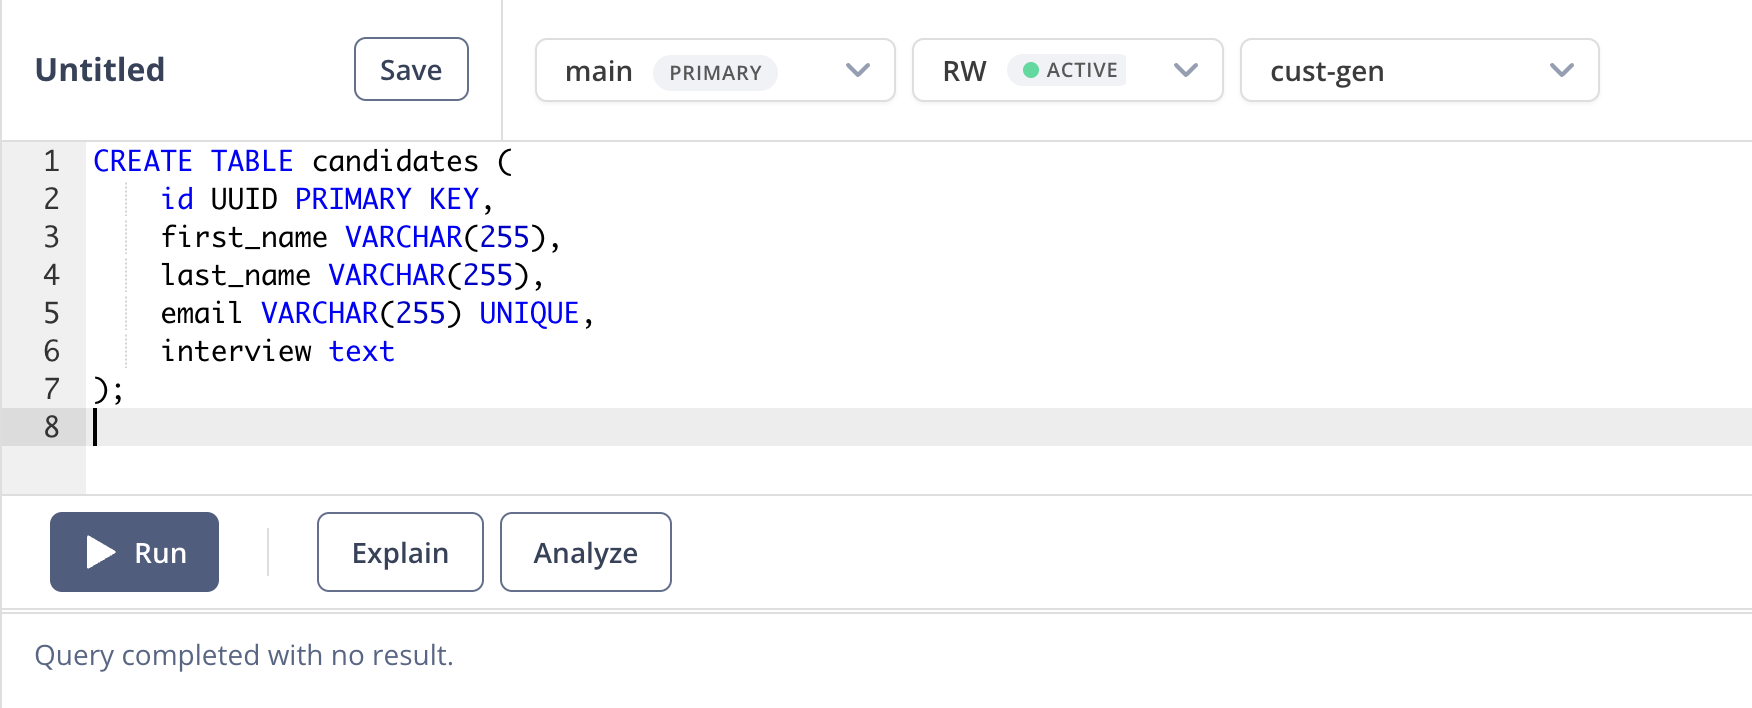 Untitled
Save
main PRIMARY
RW ACTIVE
cust-gen
1 CREATE TABLE candidates (
2 id UUID PRIMARY KEY,
3 first_name VARCHAR(255),
4 last_name VARCHAR(255),
5 email VARCHAR(255) UNIQUE,
6 interview text
7 );
8
Run
Explain
Analyze
Query completed with no result.